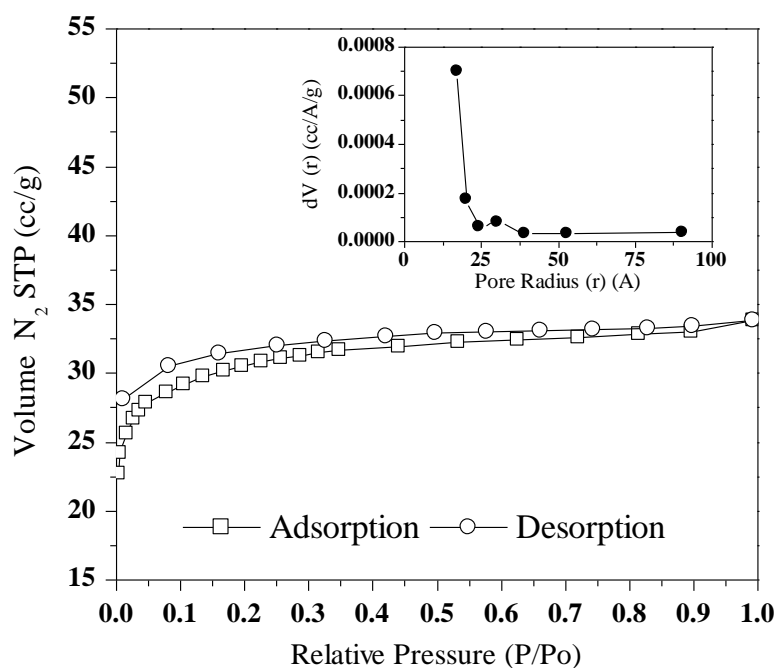 55
50
45
40
35
30
25
20
15
Volume N2 STP (cc/g)
0.0008
0.0006
0.0004
0.0002
0.0000
dV (r) (cc/A/g)
0 25 50 75 100
Pore Radius (r) (A)
Adsorption Desorption
0.0 0.1 0.2 0.3 0.4 0.5 0.6 0.7 0.8 0.9 1.0
Relative Pressure (P/Po)